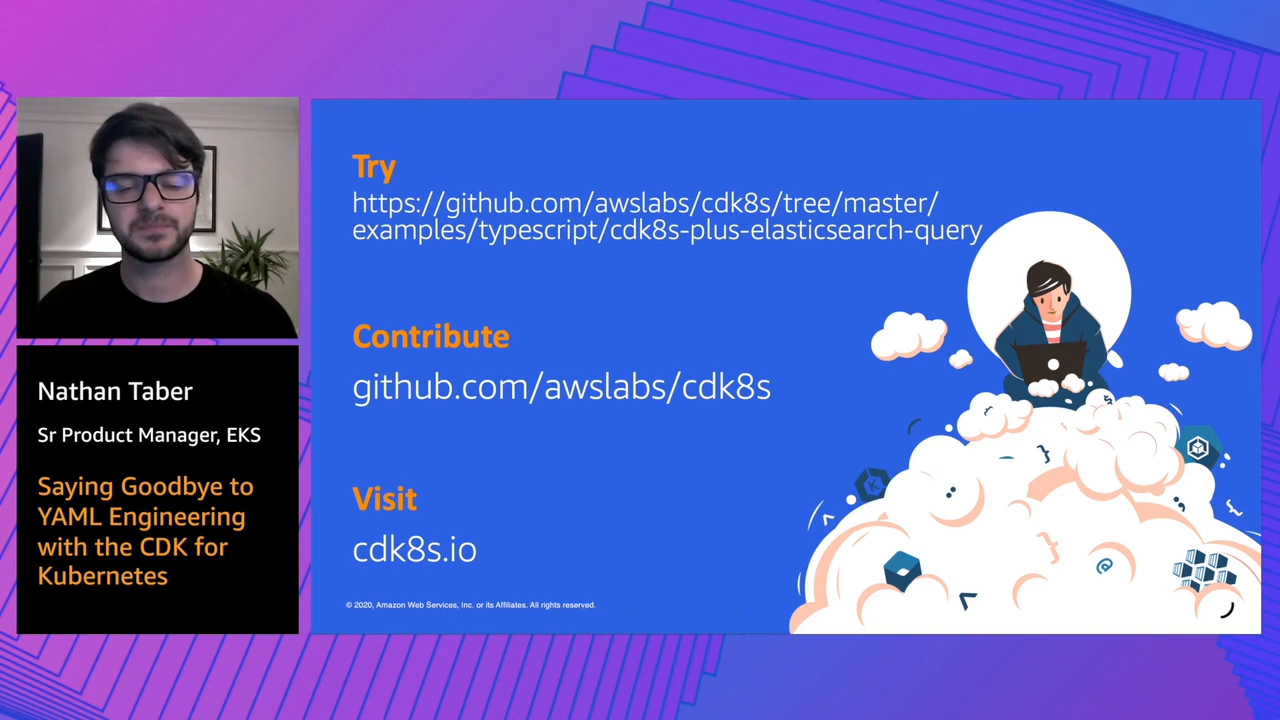 Nathan Taber
Sr Product Manager, EKS
Saying Goodbye to
YAML Engineering
with the CDK for
Kubernetes
Try
https://github.com/awslabs/cdk8s/tree/master/
examples/typescript/cdk8s-plus-elasticsearch-query
Contribute
github.com/awslabs/cdk8s
Visit
cdk8s.io
© 2020, Amazon Web Services, Inc. or its Affiliates. All rights reserved.